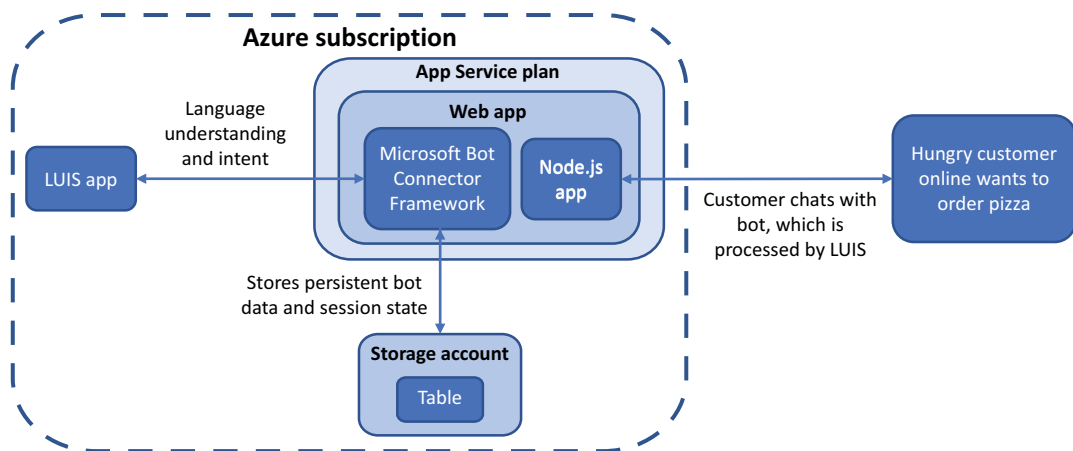 Azure subscription
App Service plan
Web app
Language
understanding
and intent
LUIS app
Microsoft Bot
Connector
Framework
Node.js
app
Hungry customer
online wants to
order pizza
Customer chats with
bot, which is
processed by LUIS
Stores persistent bot
data and session state
Storage account
Table